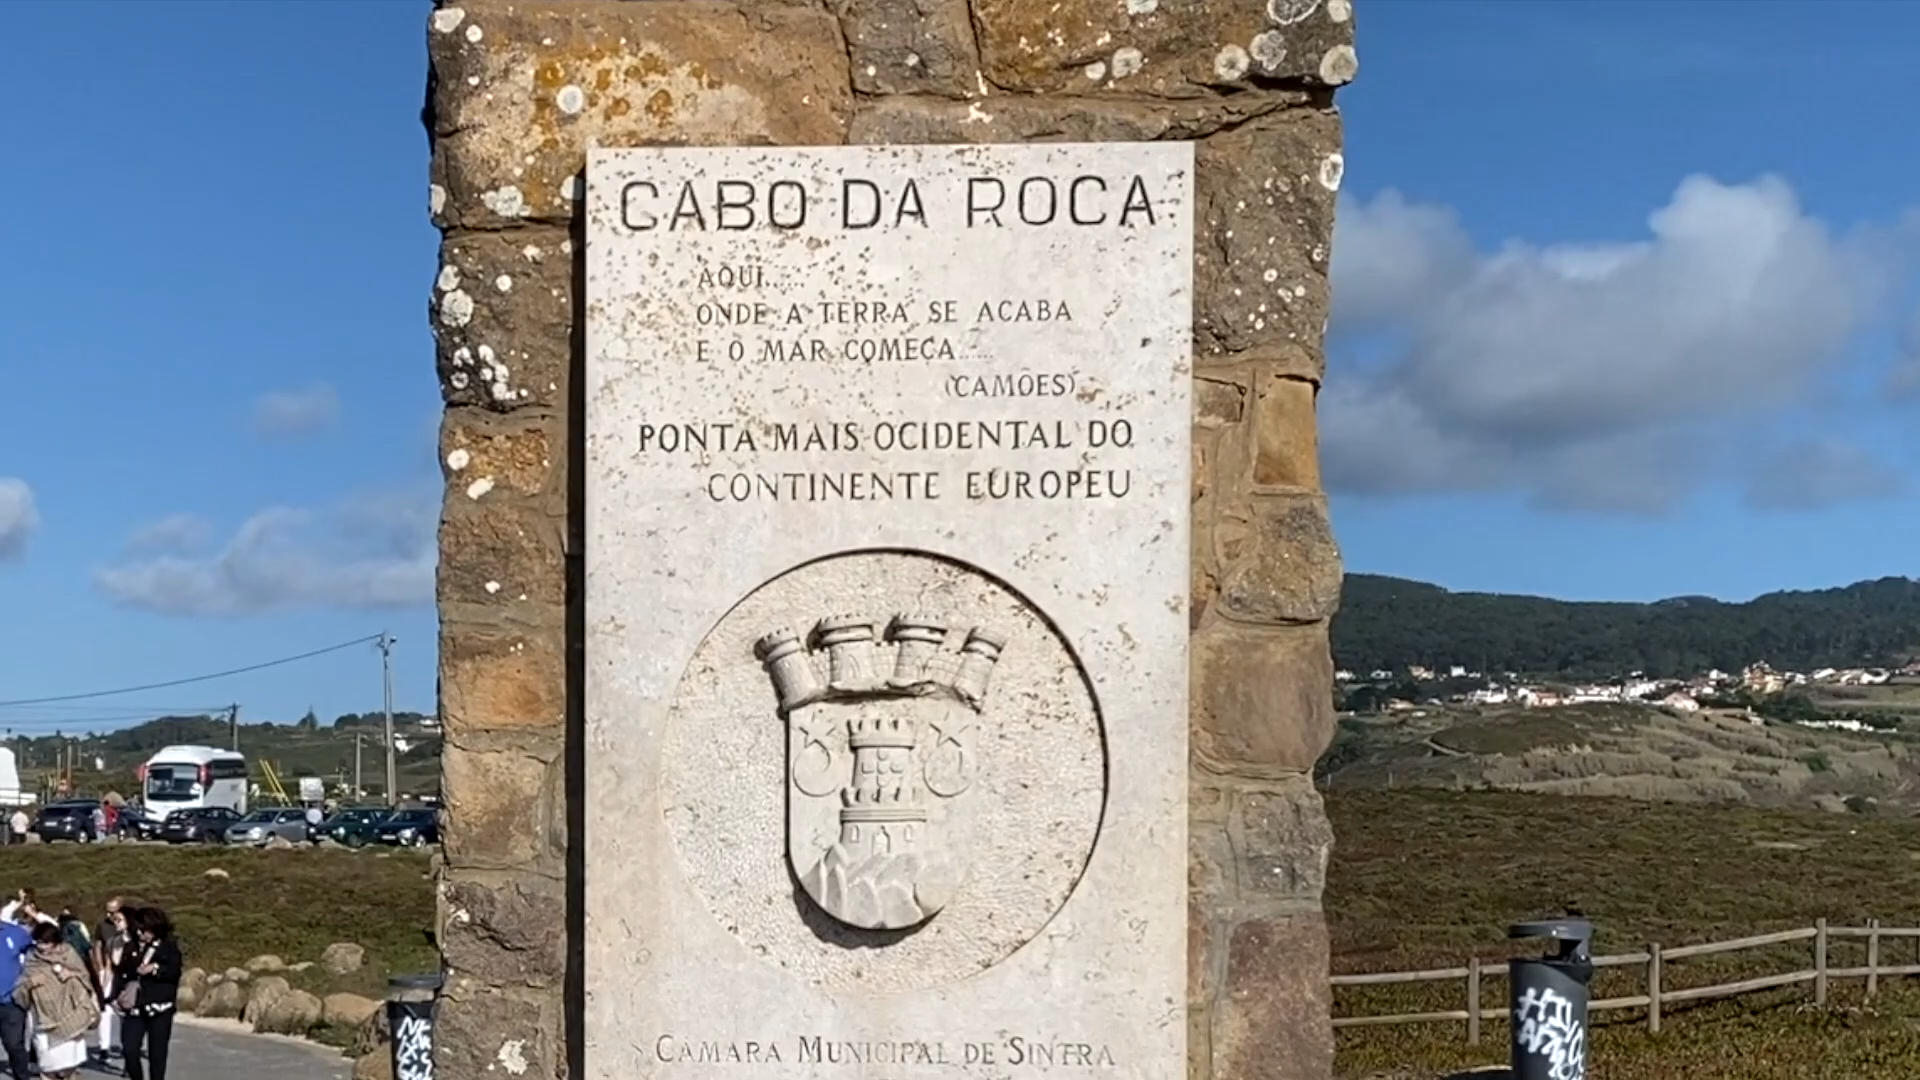 CABO DA ROCA
AQUI......
ONDE A TERRA SE ACABA
E O MAR COMEÇA......
(CAMÕES)
PONTA MAIS OCIDENTAL DO
CONTINENTE EUROPEU
CÂMARA MUNICIPAL DE SINTRA